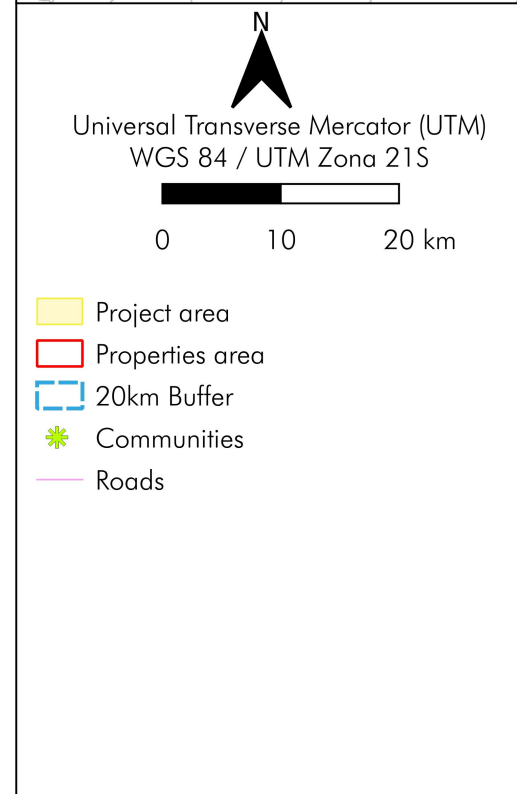 N
Universal Transverse Mercator (UTM)
WGS 84 / UTM Zona 21S
0 10 20 km
Project area
Properties area
20km Buffer
Communities
Roads